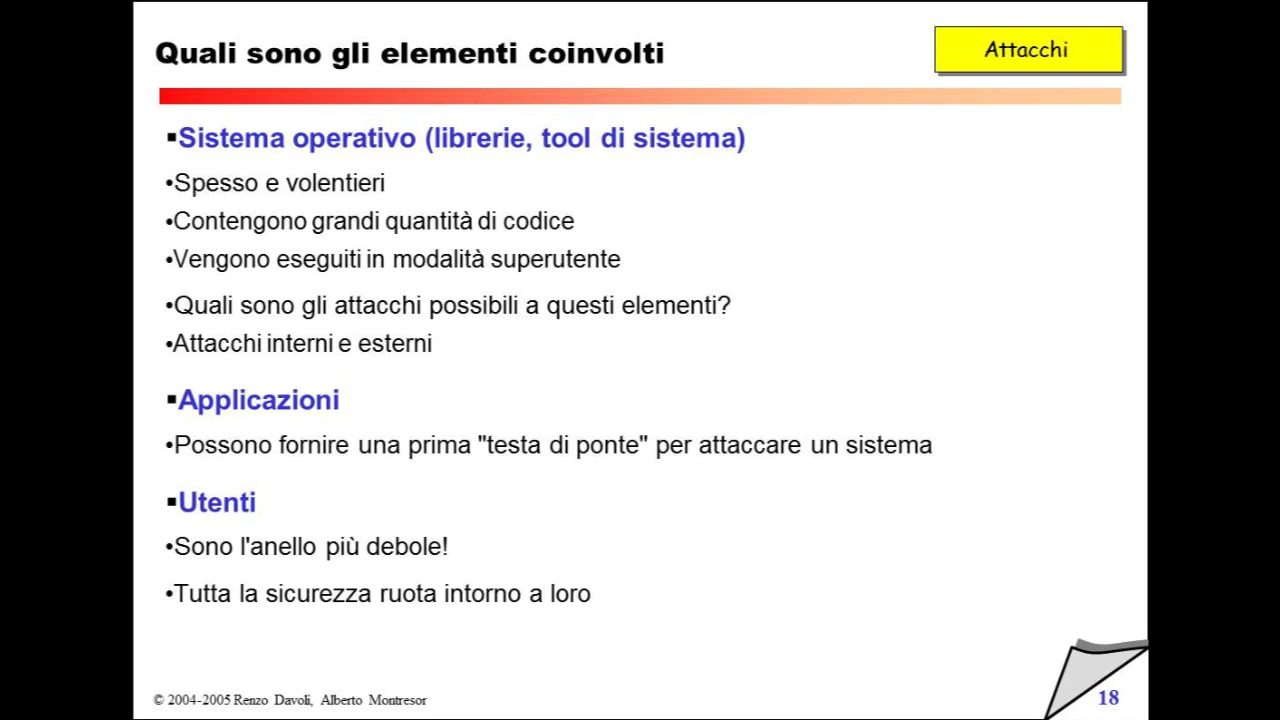 Quali sono gli elementi coinvolti
Attacchi
▪Sistema operativo (librerie, tool di sistema)
•Spesso e volentieri
•Contengono grandi quantità di codice
•Vengono eseguiti in modalità superutente
•Quali sono gli attacchi possibili a questi elementi?
•Attacchi interni e esterni
▪Applicazioni
•Possono fornire una prima "testa di ponte" per attaccare un sistema
▪Utenti
•Sono l'anello più debole!
•Tutta la sicurezza ruota intorno a loro
© 2004-2005 Renzo Davoli, Alberto Montresor
18